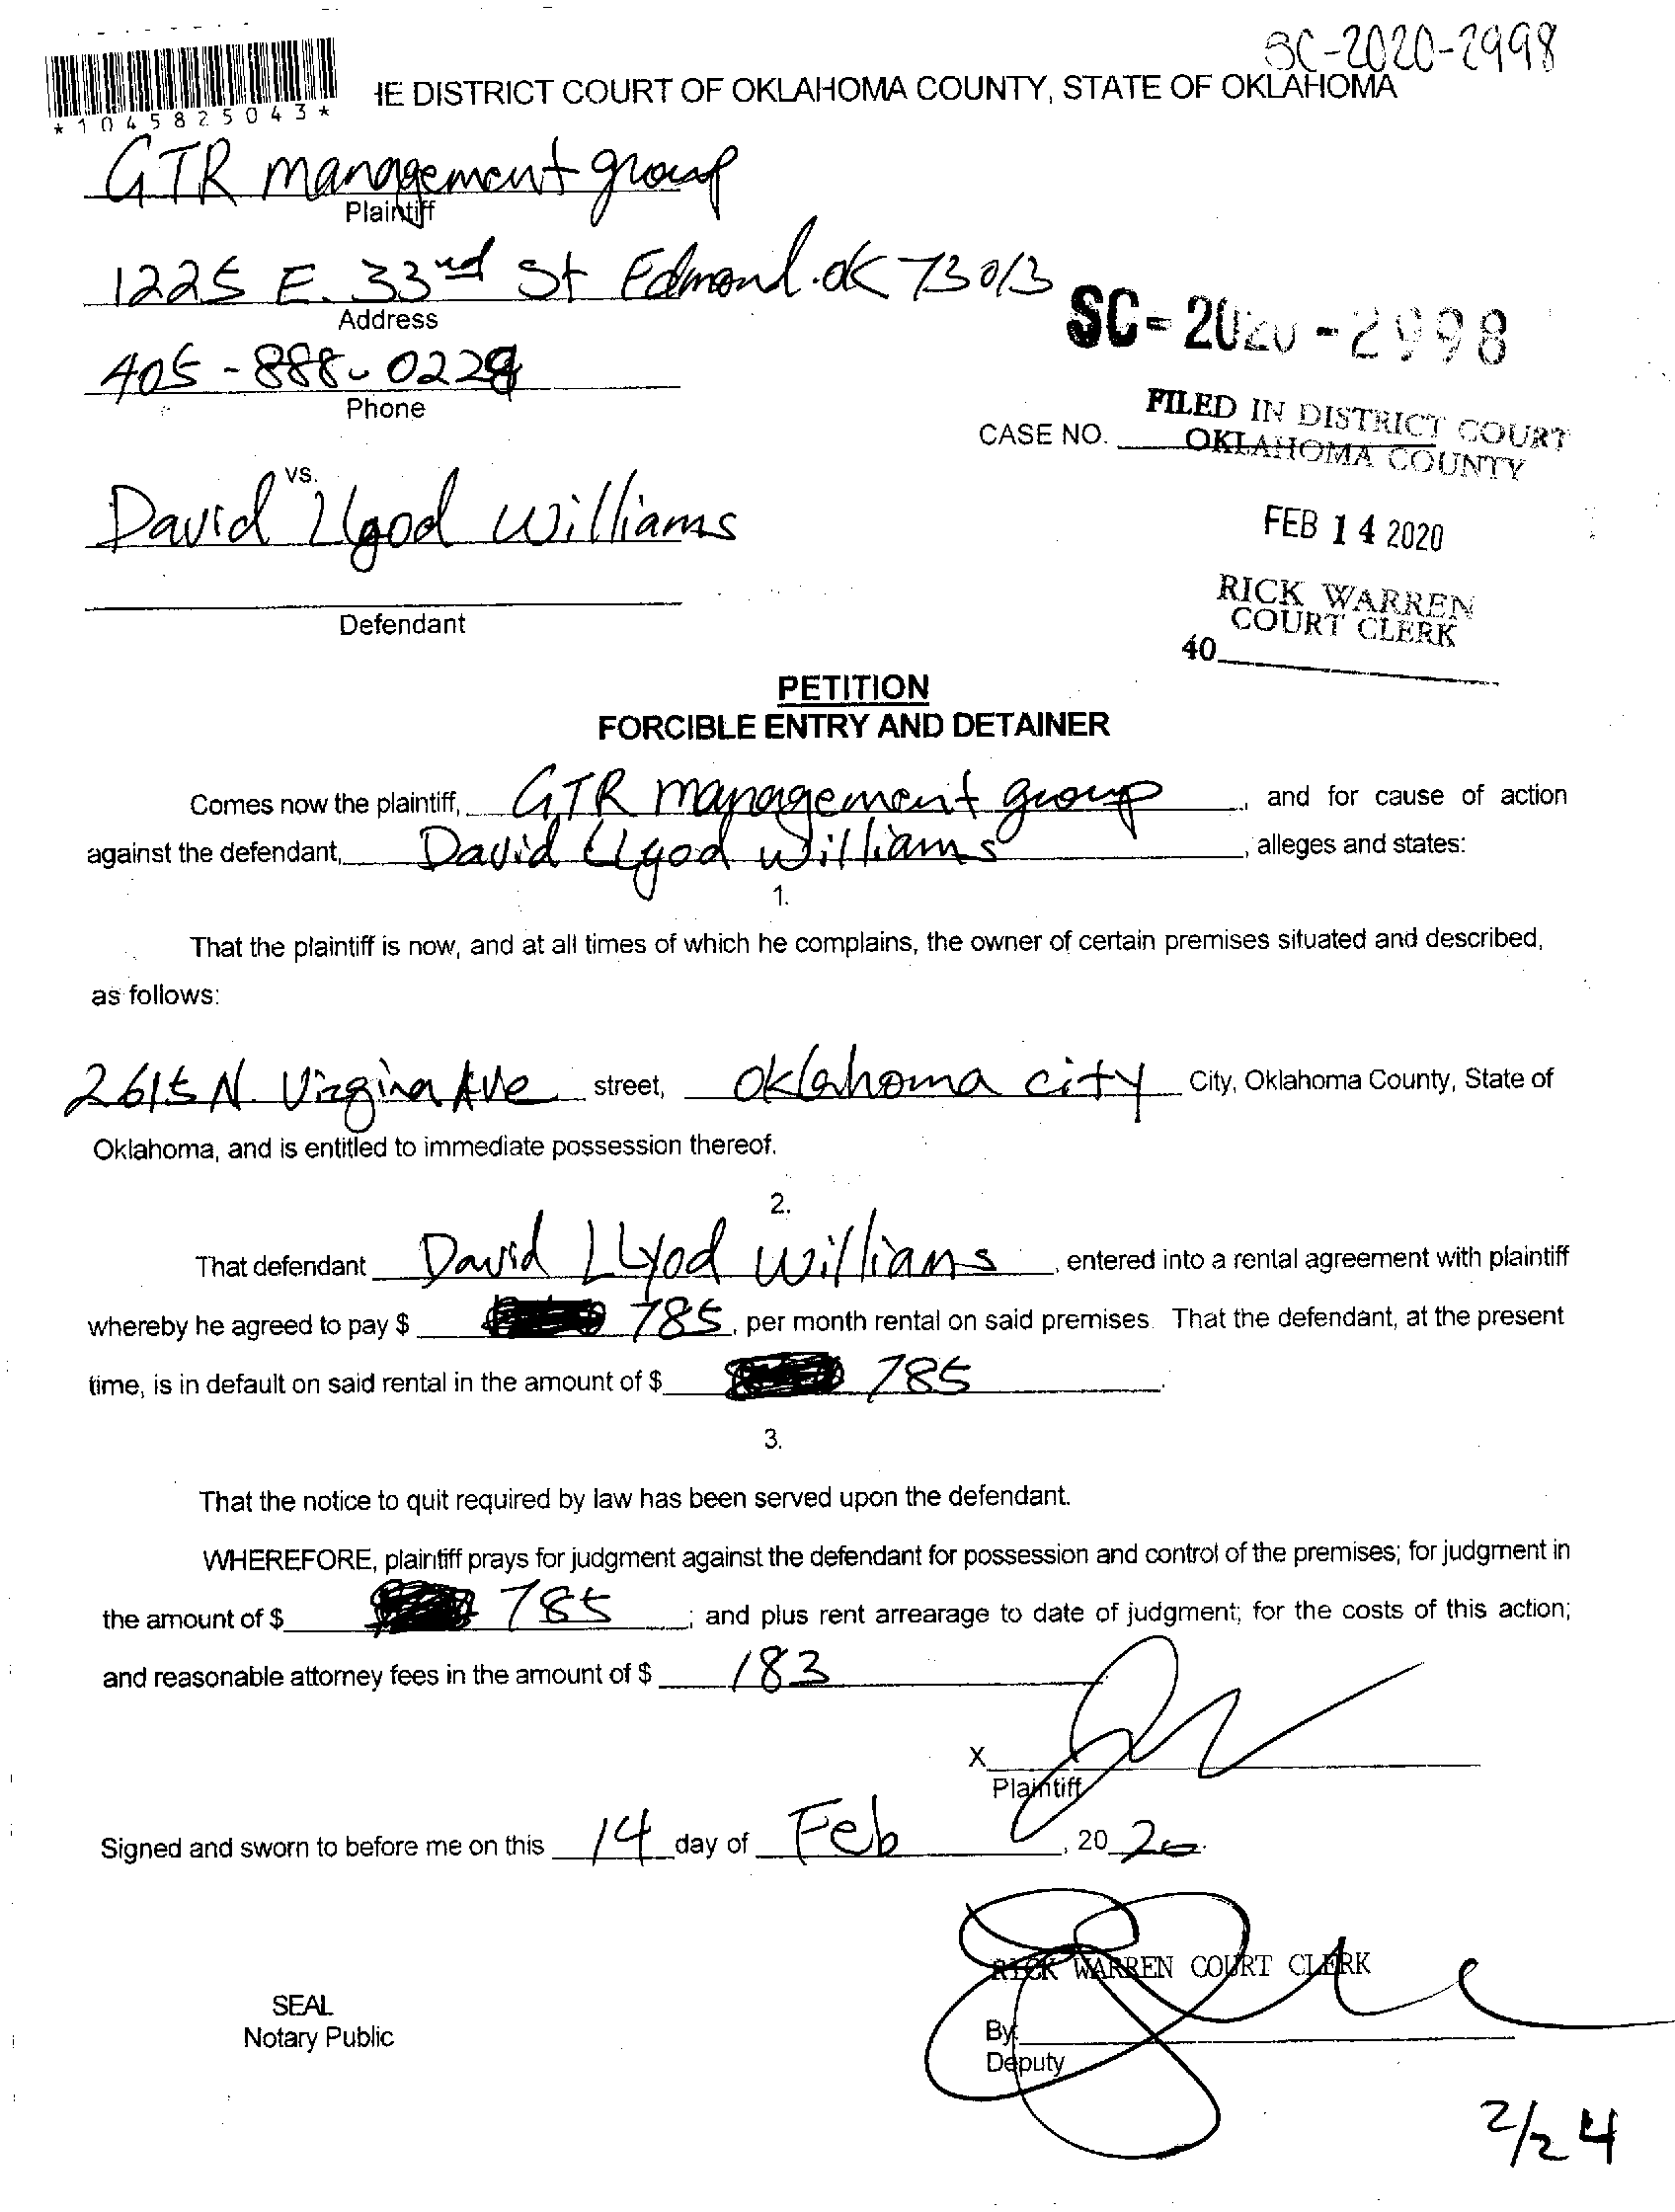 SC-2020-2998
*1045825043*
HE DISTRICT COURT OF OKLAHOMA COUNTY, STATE OF OKLAHOMA
GTR management group
Plaintiff
1225 E. 33rd St Edmond. OK 73013
Address
SC-2020-2998
405-888-0229
Phone
FILED IN DISTRICT COURT
CASE NO.
OKLAHOMA COUNTY
vs.
David Llyod Williams
FEB 14 2020
RICK WARREN
COURT CLERK
Defendant
40
PETITION
FORCIBLE ENTRY AND DETAINER
Comes now the plaintiff, GTR management group, and for cause of action
against the defendant, David LLyod Williams, alleges and states:
1.
That the plaintiff is now, and at all times of which he complains, the owner of certain premises situated and described,
as follows:
2615 N. Virgina Ave street, Oklahoma city City, Oklahoma County, State of
Oklahoma, and is entitled to immediate possession thereof.
2.
That defendant David LLyod Williams, entered into a rental agreement with plaintiff
whereby he agreed to pay $ 785, per month rental on said premises. That the defendant, at the present
time, is in default on said rental in the amount of $ 785.
3.
That the notice to quit required by law has been served upon the defendant.
WHEREFORE, plaintiff prays for judgment against the defendant for possession and control of the premises; for judgment in
the amount of $ 785; and plus rent arrearage to date of judgment; for the costs of this action;
and reasonable attorney fees in the amount of $ 183
X
Plaintiff
Signed and sworn to before me on this 14 day of Feb, 20 20.
RICK WARREN COURT CLERK
SEAL
Notary Public
By
Deputy
2/24